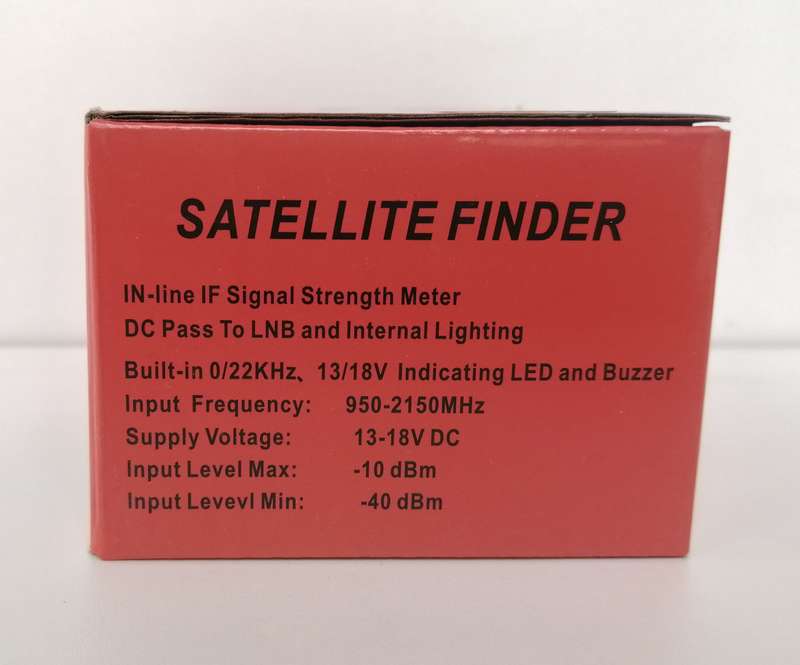 SATELLITE FINDER
IN-line IF Signal Strength Meter
DC Pass To LNB and Internal Lighting
Built-in 0/22KHz、 13/18V Indicating LED and Buzzer
Input Frequency: 950-2150MHz
Supply Voltage: 13-18V DC
Input Level Max: -10 dBm
Input Levevl Min: -40 dBm